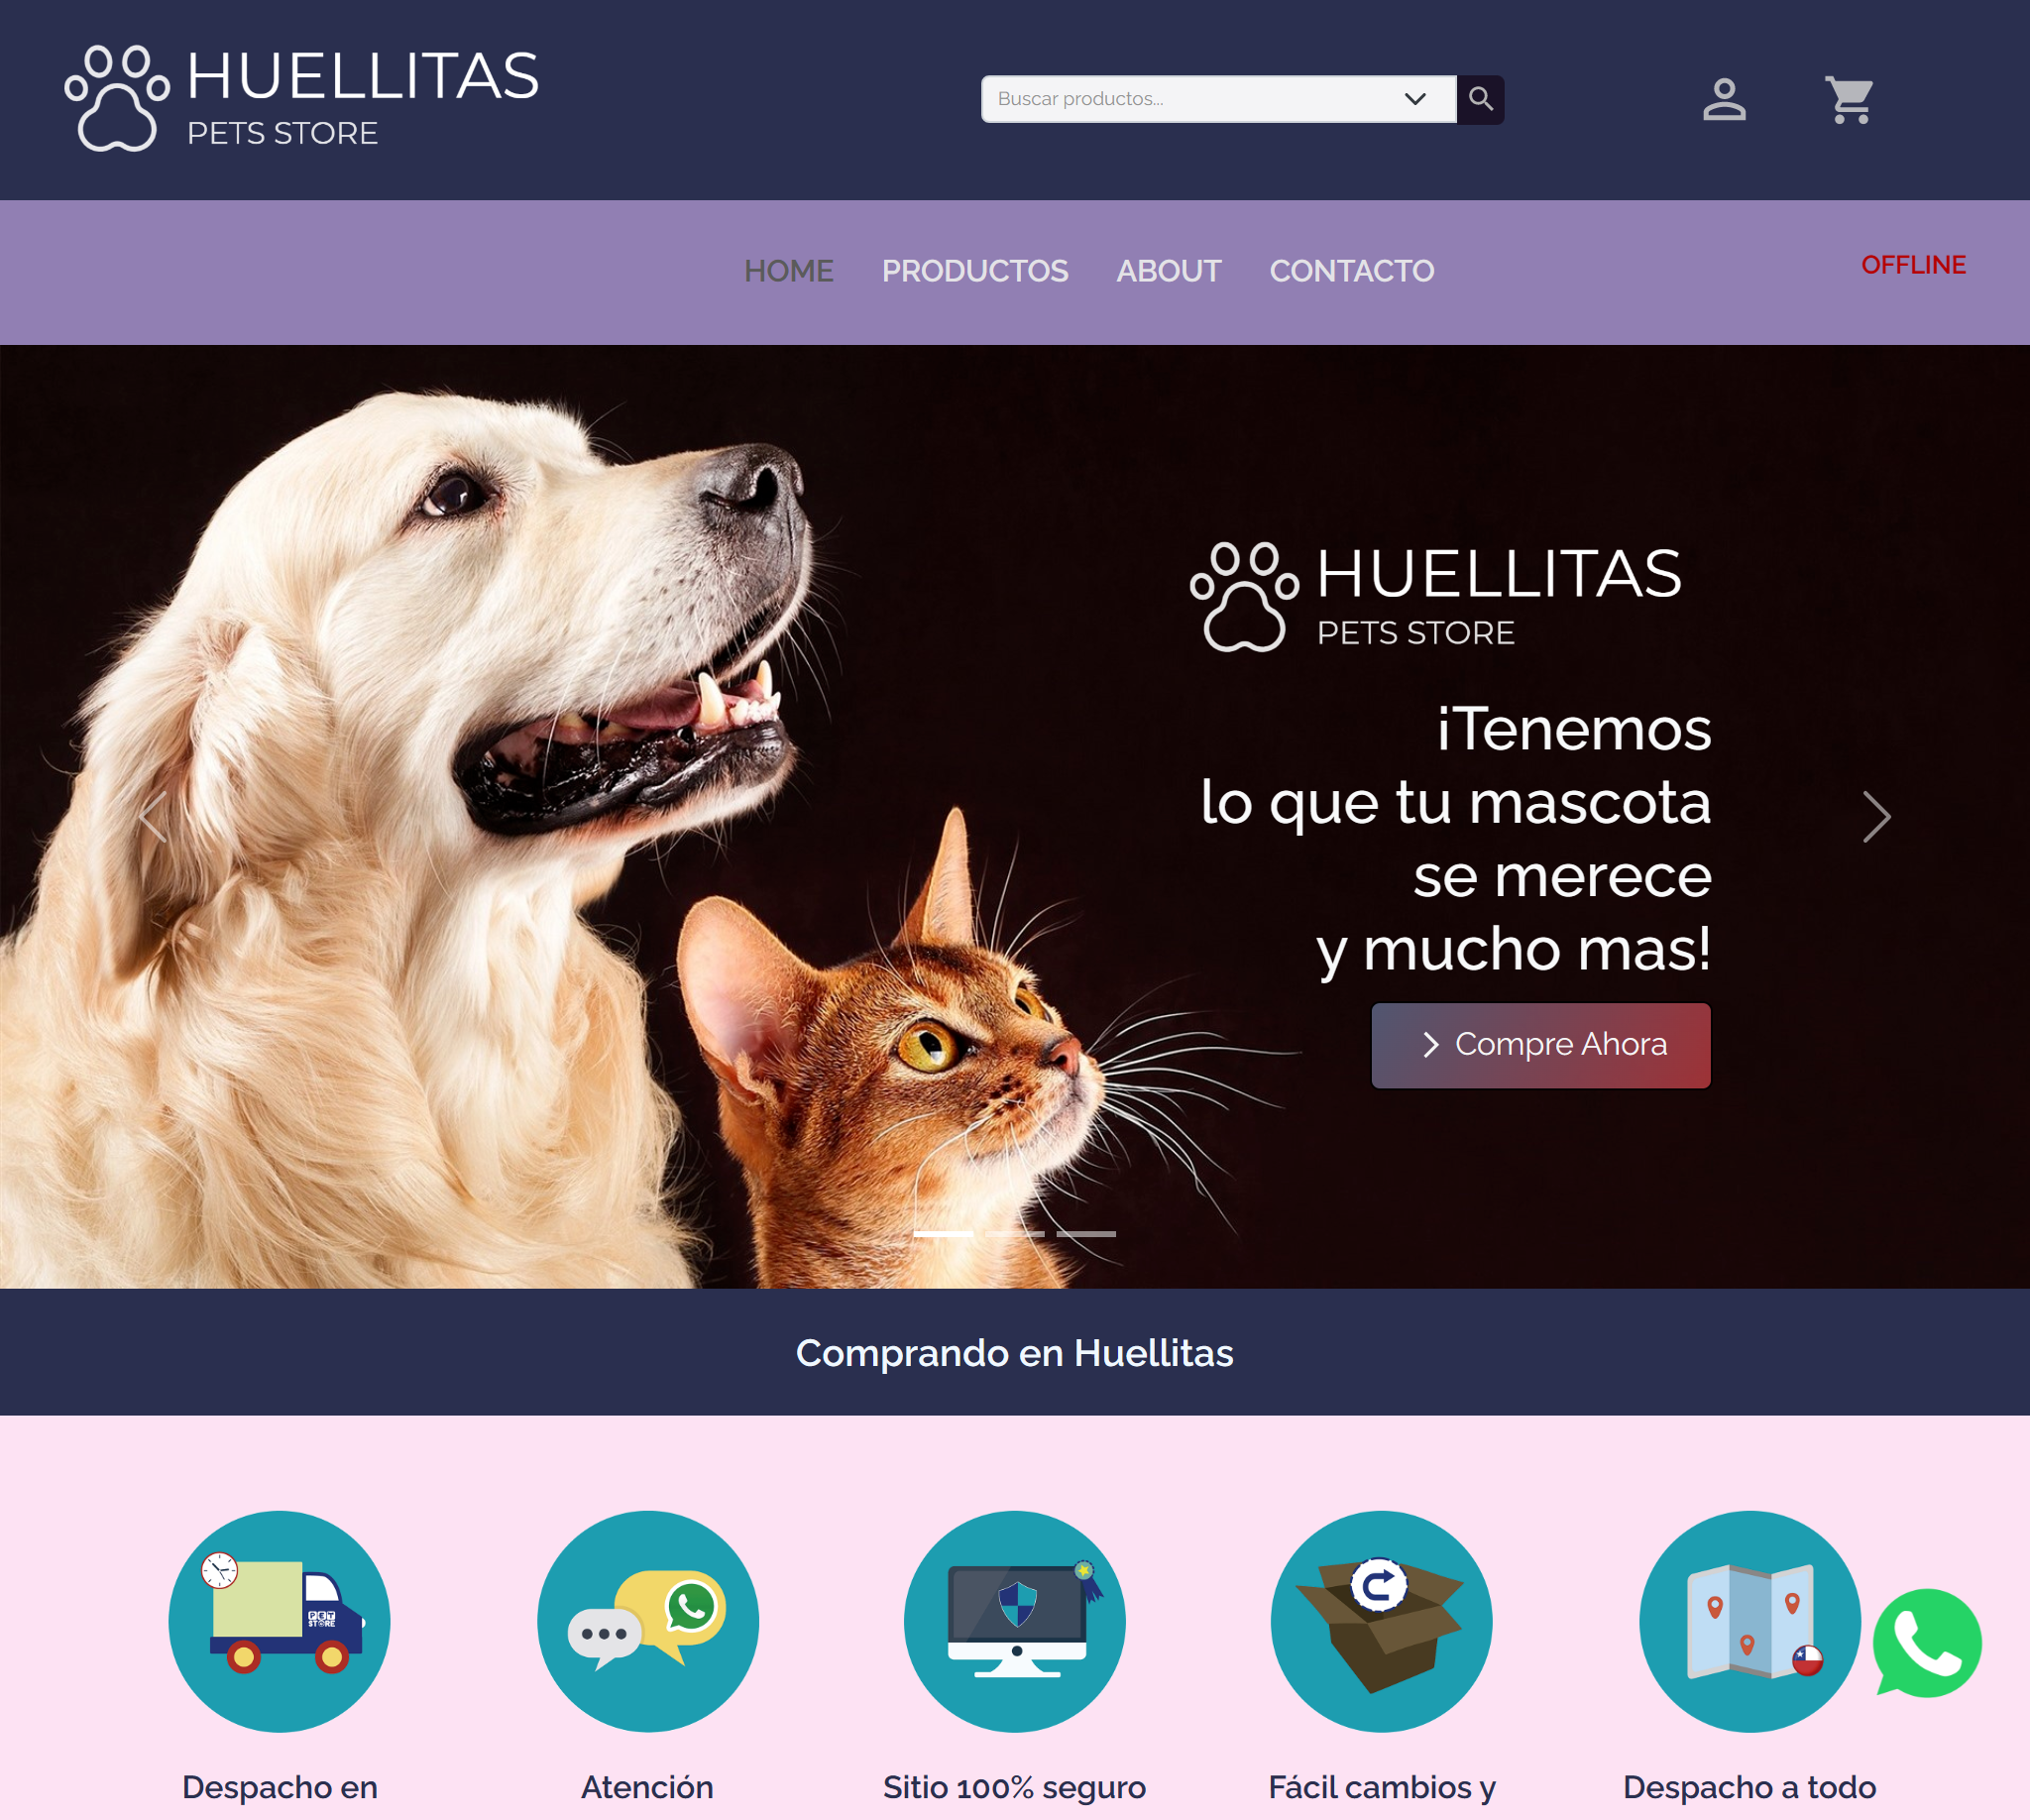 HUELLITAS
PETS STORE
Buscar productos...
HOME PRODUCTOS ABOUT CONTACTO
OFFLINE
HUELLITAS
PETS STORE
¡Tenemos
lo que tu mascota
se merece
y mucho mas!
Compre Ahora
Comprando en Huellitas
PET
STORE
Despacho en
Atención
Sitio 100% seguro
Fácil cambios y
Despacho a todo